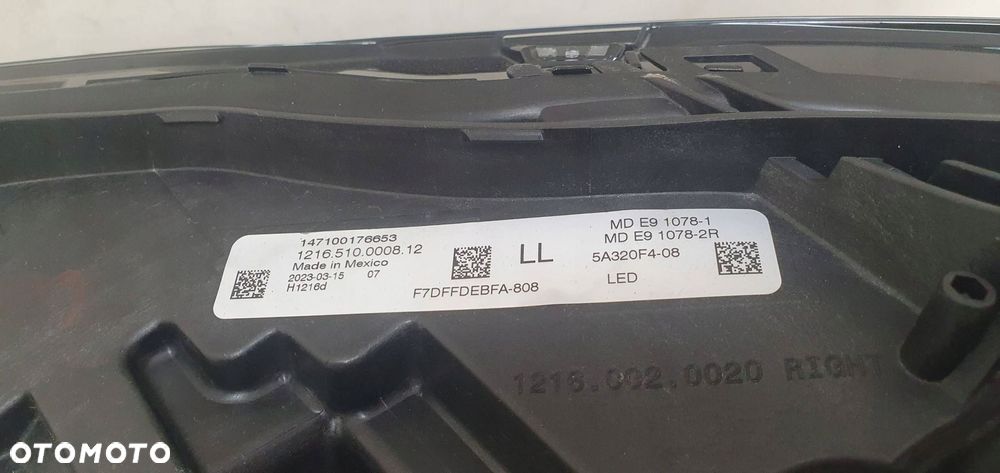 147100176653
1216.510.0008.12
Made in Mexico
2023-03-15 07
H1216d
F7DFFDEBFA-808
LL
MD E9 1078-1
MD E9 1078-2R
5A320F4-08
LED
1216.002.0020 RIGHT
OTOMOTO